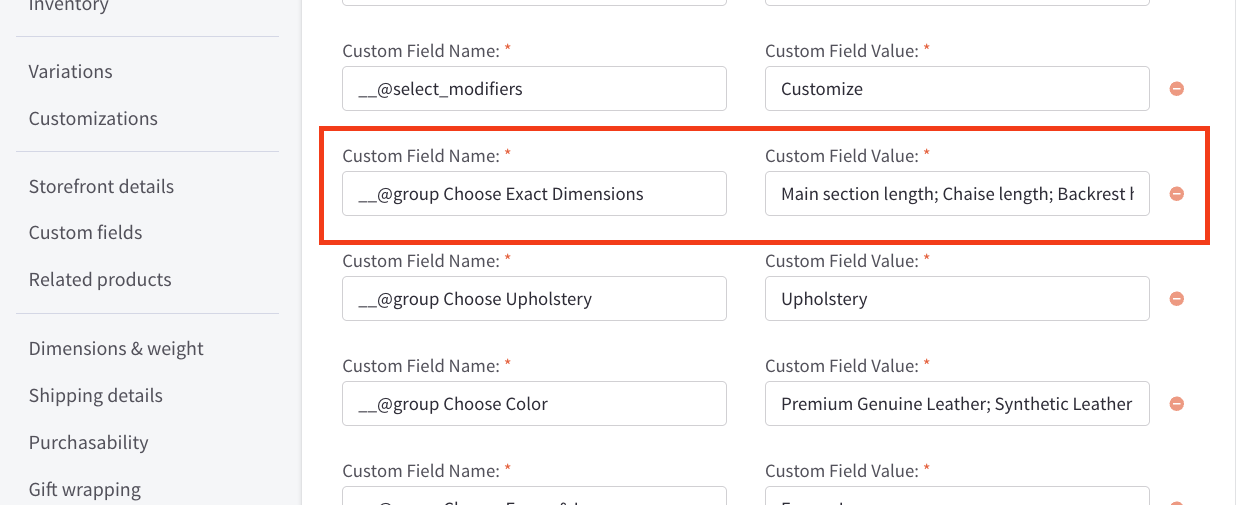 Inventory
Variations
Customizations
Storefront details
Custom fields
Related products
Dimensions & weight
Shipping details
Purchasability
Gift wrapping
Custom Field Name: *
Custom Field Value: *
__@select_modifiers
Customize
Custom Field Name: *
Custom Field Value: *
__@group Choose Exact Dimensions
Main section length; Chaise length; Backrest h
Custom Field Name: *
Custom Field Value: *
__@group Choose Upholstery
Upholstery
Custom Field Name: *
Custom Field Value: *
__@group Choose Color
Premium Genuine Leather; Synthetic Leather
Custom Field Name: *
Custom Field Value: *